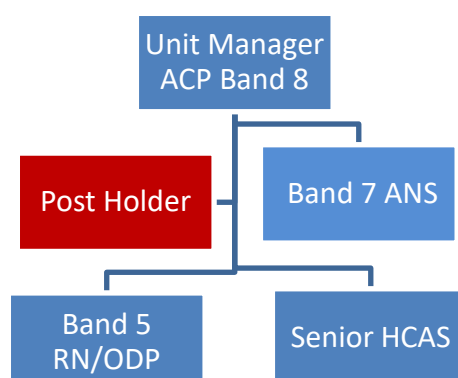 Unit Manager
ACP Band 8
Post Holder
Band 7 ANS
Band 5
RN/ODP
Senior HCAS